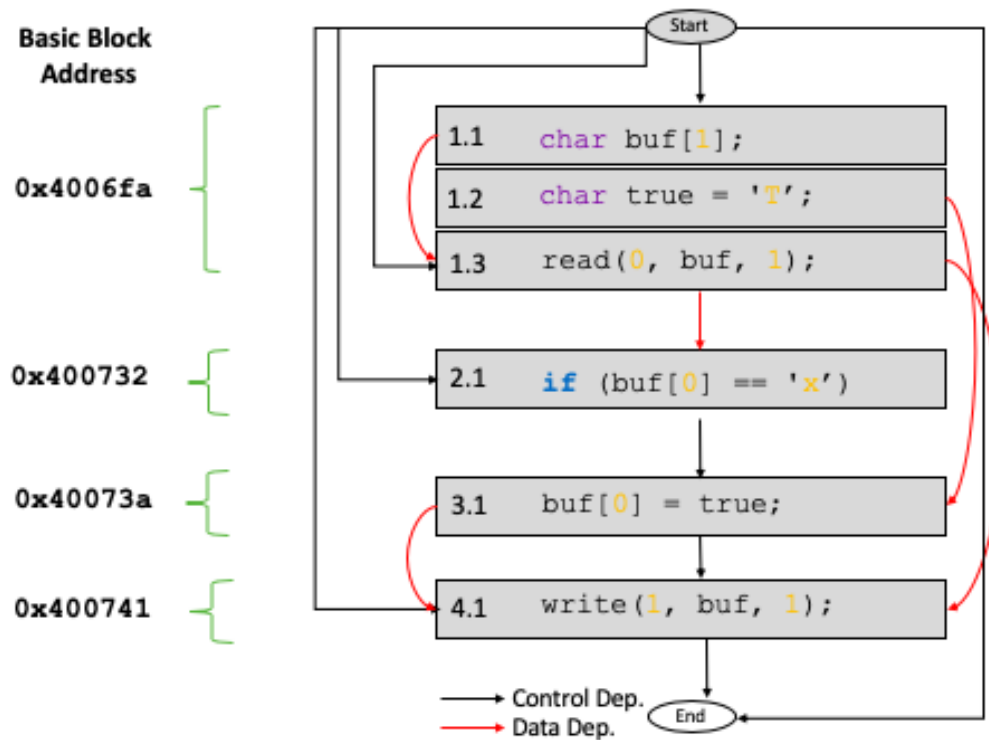 Start
Basic Block
Address
0x4006fa
1.1 char buf[1];
1.2 char true = 'T';
1.3 read(0, buf, 1);
0x400732
2.1 if (buf[0] == 'x')
0x40073a
3.1 buf[0] = true;
0x400741
4.1 write(1, buf, 1);
Control Dep.
Data Dep.
End